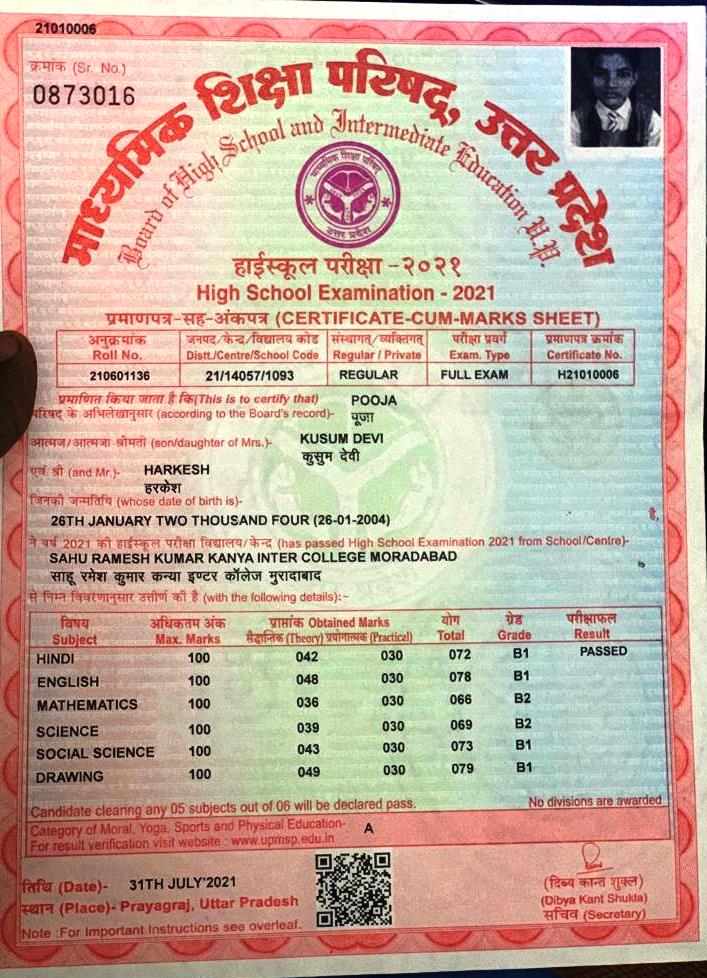 21010006
क्रमांक (Sr. No.)
0873016
माध्यमिक शिक्षा परिषद्, उत्तर प्रदेश
Board of High School and Intermediate Education U.P.
माध्यमिक शिक्षा परिषद्
उत्तर प्रदेश
हाईस्कूल परीक्षा -२०२१
High School Examination - 2021
प्रमाणपत्र-सह-अंकपत्र (CERTIFICATE-CUM-MARKS SHEET)
अनुक्रमांक जनपद/केन्द्र/विद्यालय कोड संस्थागत/व्यक्तिगत परीक्षा प्रवर्ग प्रमाणपत्र क्रमांक
Roll No. Distt./Centre/School Code Regular / Private Exam. Type Certificate No.
210601136 21/14057/1093 REGULAR FULL EXAM H21010006
प्रमाणित किया जाता है कि(This is to certify that) POOJA
परिषद के अभिलेखानुसार (according to the Board's record)- पूजा
आत्मज/आत्मजा श्रीमती (son/daughter of Mrs.)- KUSUM DEVI
कुसुम देवी
एवं श्री (and Mr.)- HARKESH
हरकेश
जिनकी जन्मतिथि (whose date of birth is)-
26TH JANUARY TWO THOUSAND FOUR (26-01-2004) है,
ने वर्ष 2021 की हाईस्कूल परीक्षा विद्यालय/केन्द्र (has passed High School Examination 2021 from School/Centre)-
SAHU RAMESH KUMAR KANYA INTER COLLEGE MORADABAD
साहू रमेश कुमार कन्या इण्टर कॉलेज मुरादाबाद
से निम्न विवरणानुसार उत्तीर्ण की है (with the following details):-
विषय अधिकतम अंक प्राप्तांक Obtained Marks योग ग्रेड परीक्षाफल
Subject Max. Marks सैद्धान्तिक (Theory) प्रयोगात्मक (Practical) Total Grade Result
HINDI 100 042 030 072 B1 PASSED
ENGLISH 100 048 030 078 B1
MATHEMATICS 100 036 030 066 B2
SCIENCE 100 039 030 069 B2
SOCIAL SCIENCE 100 043 030 073 B1
DRAWING 100 049 030 079 B1
Candidate clearing any 05 subjects out of 06 will be declared pass. No divisions are awarded
Category of Moral, Yoga, Sports and Physical Education- A
For result verification visit website : www.upmsp.edu.in
तिथि (Date)- 31TH JULY'2021
स्थान (Place)- Prayagraj, Uttar Pradesh
(दिब्य कान्त शुक्ल)
(Dibya Kant Shukla)
सचिव (Secretary)
Note :For Important Instructions see overleaf.